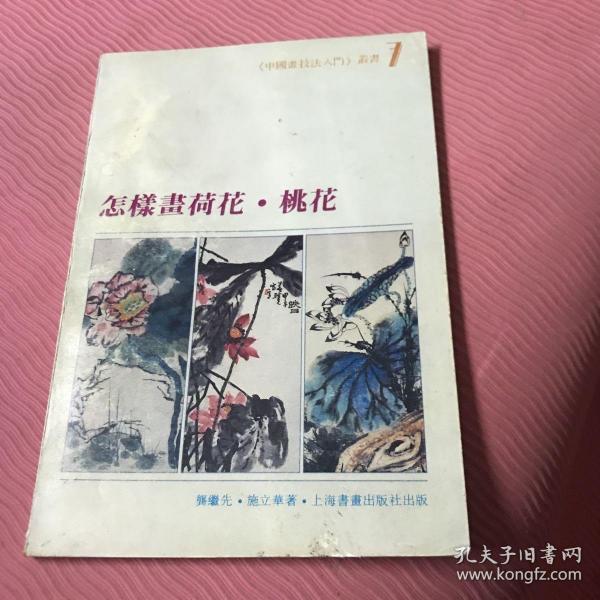 《中國畫技法入門》叢書 7
怎樣畫荷花·桃花
龔繼先·施立華著·上海書畫出版社出版
孔夫子旧书网
www.kongfz.com